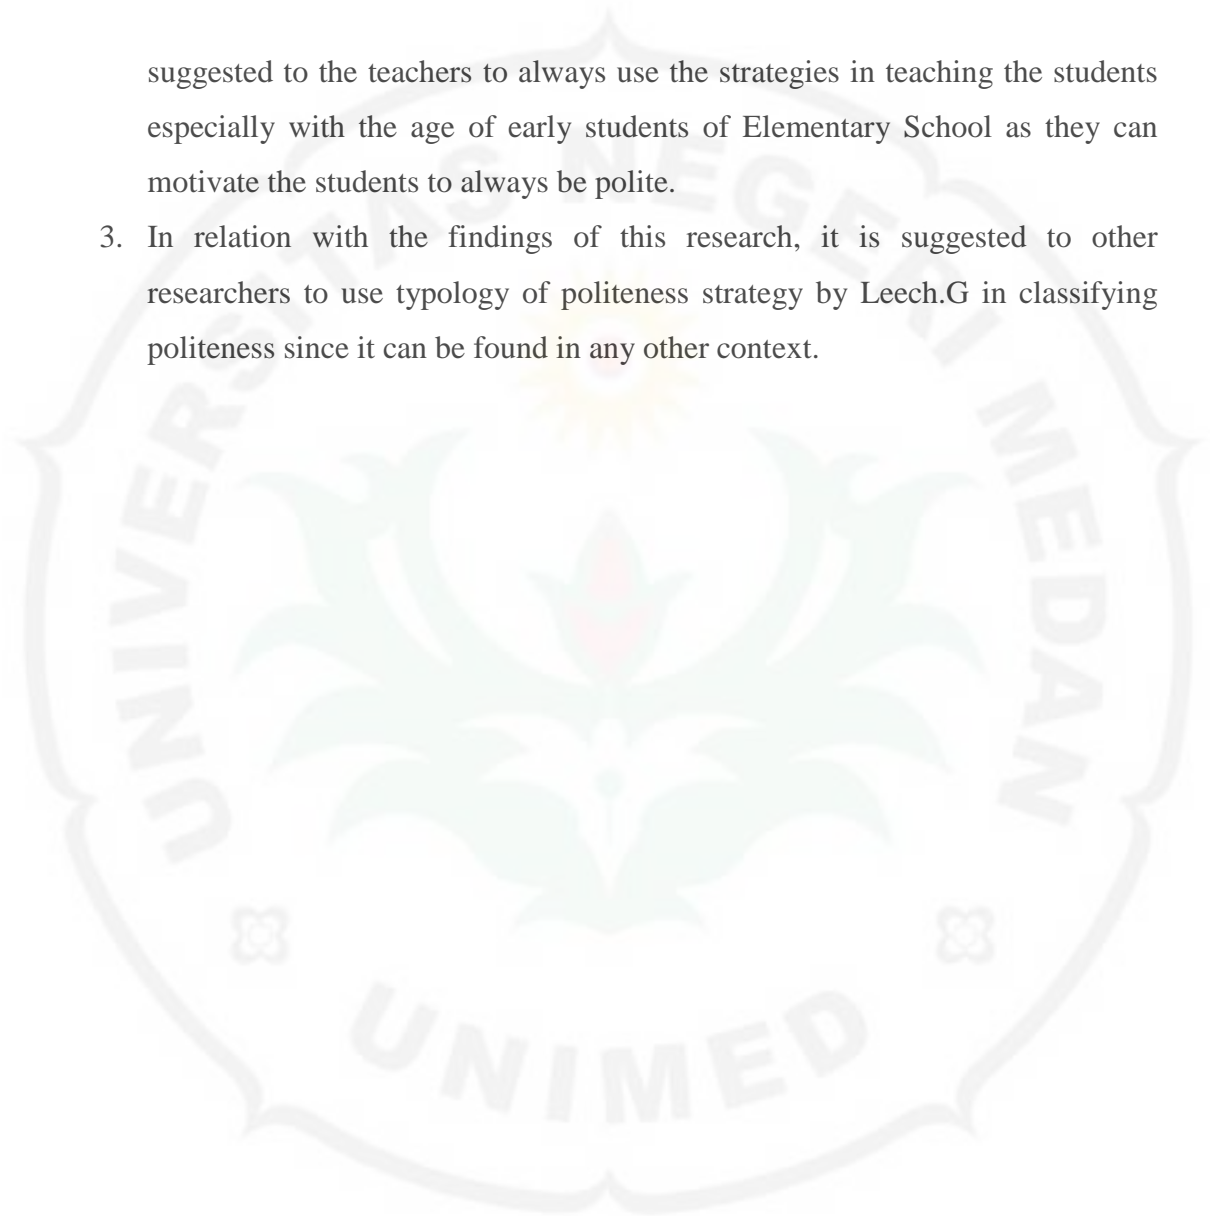 suggested to the teachers to always use the strategies in teaching the students
especially with the age of early students of Elementary School as they can
motivate the students to always be polite.
3. In relation with the findings of this research, it is suggested to other
researchers to use typology of politeness strategy by Leech.G in classifying
politeness since it can be found in any other context.
UNIVERSITAS NEGERI MEDAN
UNIMED